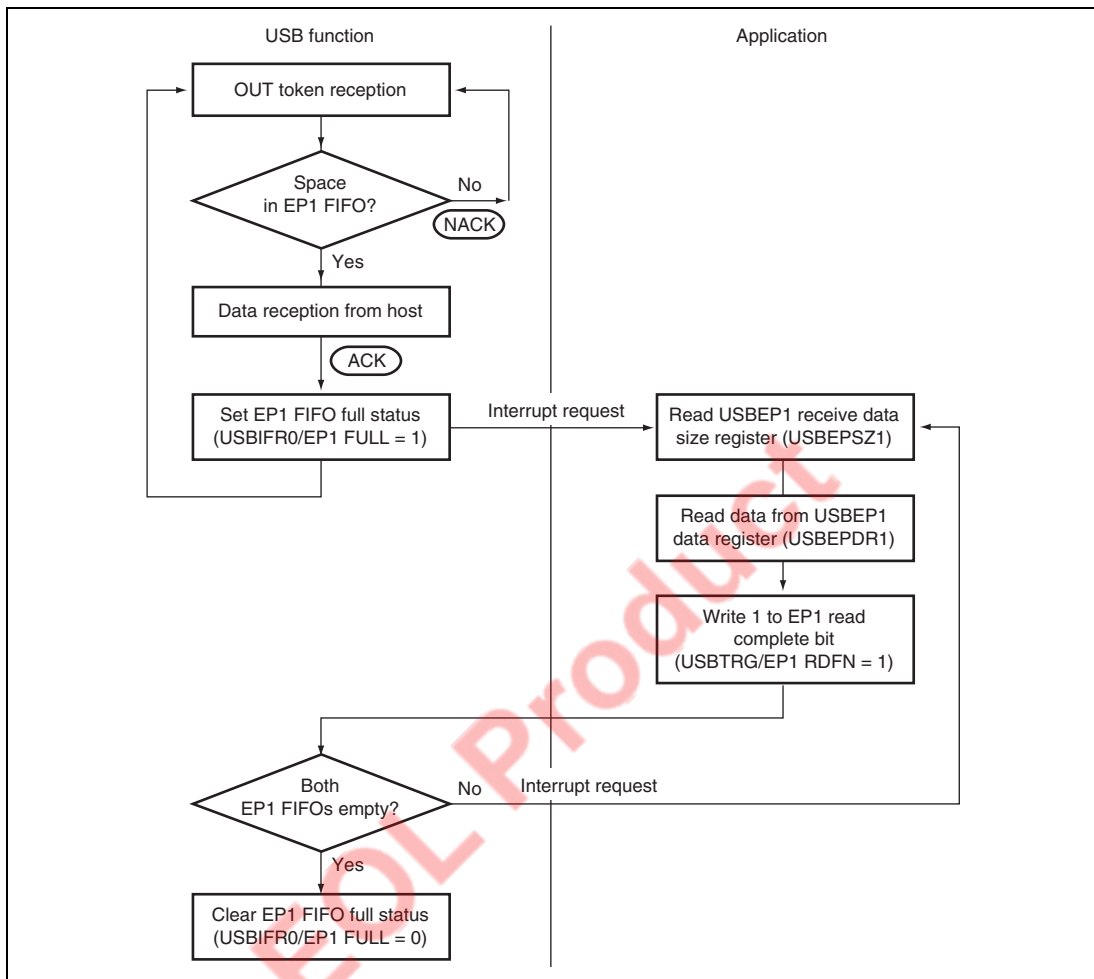 USB function
Application
OUT token reception
Space
in EP1 FIFO?
No
NACK
Yes
Data reception from host
ACK
Set EP1 FIFO full status
(USBIFR0/EP1 FULL = 1)
Interrupt request
Read USBEP1 receive data
size register (USBEPSZ1)
Read data from USBEP1
data register (USBEPDR1)
Write 1 to EP1 read
complete bit
(USBTRG/EP1 RDFN = 1)
Both
EP1 FIFOs empty?
No
Interrupt request
Yes
Clear EP1 FIFO full status
(USBIFR0/EP1 FULL = 0)
EOL Product